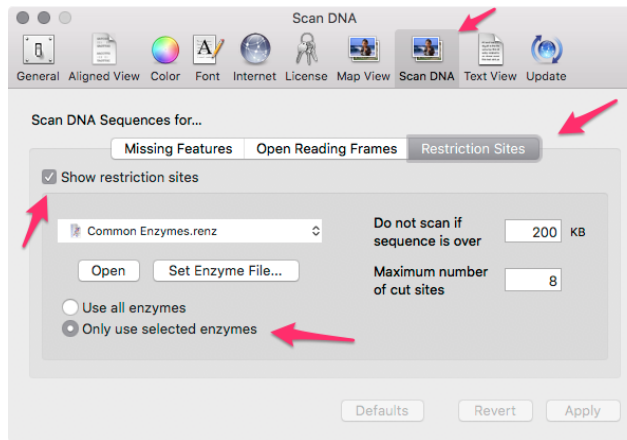 Scan DNA
General Aligned View Color Font Internet License Map View Scan DNA Text View Update
Scan DNA Sequences for...
Missing Features Open Reading Frames Restriction Sites
Show restriction sites
Common Enzymes.renz
Do not scan if
sequence is over
200 KB
Open Set Enzyme File...
Maximum number
of cut sites
8
Use all enzymes
Only use selected enzymes
Defaults Revert Apply